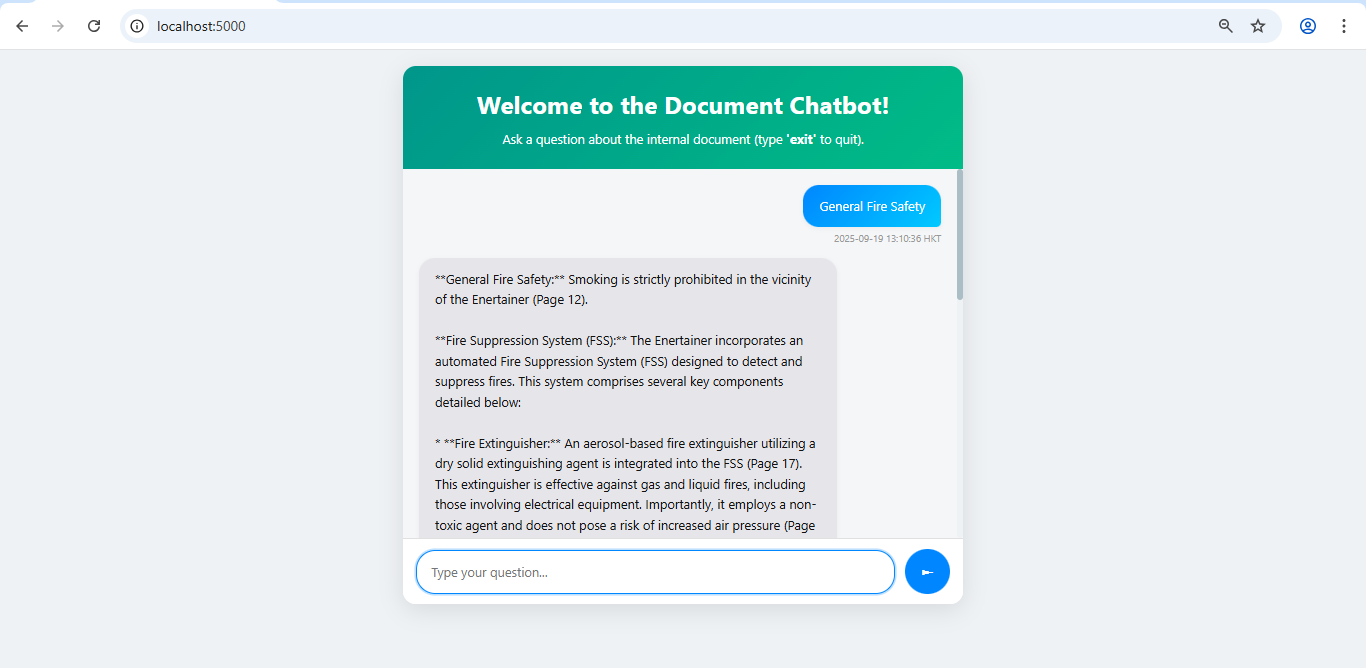 localhost:5000
Welcome to the Document Chatbot!
Ask a question about the internal document (type 'exit' to quit).
General Fire Safety
2025-09-19 13:10:36 HKT
**General Fire Safety:** Smoking is strictly prohibited in the vicinity
of the Enertainer (Page 12).
**Fire Suppression System (FSS):** The Enertainer incorporates an
automated Fire Suppression System (FSS) designed to detect and
suppress fires. This system comprises several key components
detailed below:
* **Fire Extinguisher:** An aerosol-based fire extinguisher utilizing a
dry solid extinguishing agent is integrated into the FSS (Page 17).
This extinguisher is effective against gas and liquid fires, including
those involving electrical equipment. Importantly, it employs a non-
toxic agent and does not pose a risk of increased air pressure (Page
Type your question...